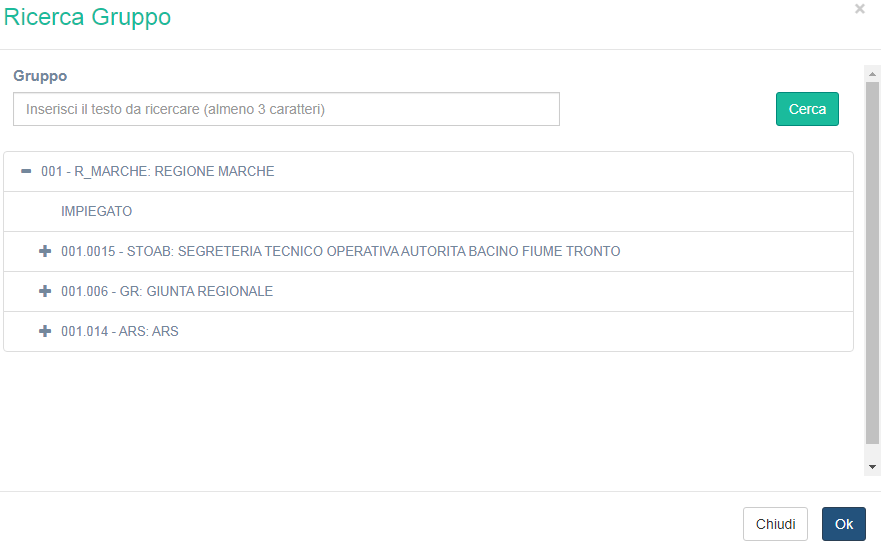 Ricerca Gruppo
×
Gruppo
Inserisci il testo da ricercare (almeno 3 caratteri)
Cerca
001 - R_MARCHE: REGIONE MARCHE
IMPIEGATO
001.0015 - STOAB: SEGRETERIA TECNICO OPERATIVA AUTORITA BACINO FIUME TRONTO
001.006 - GR: GIUNTA REGIONALE
001.014 - ARS: ARS
Chiudi
Ok